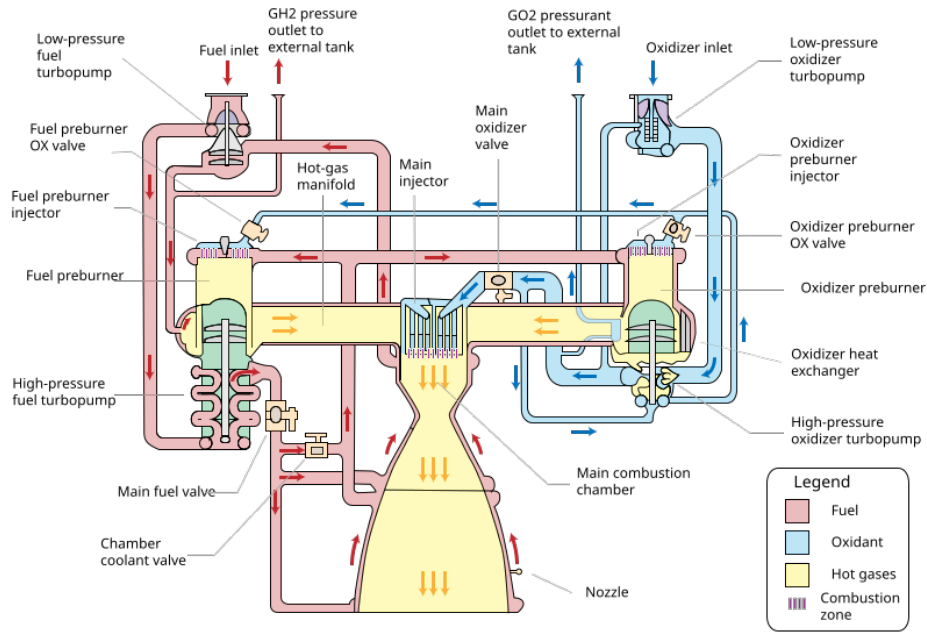 GH2 pressure
outlet to
external tank
GO2 pressurant
outlet to external
tank
Low-pressure
fuel
turbopump
Fuel inlet
Oxidizer inlet
Low-pressure
oxidizer
turbopump
Fuel preburner
OX valve
Main
oxidizer
valve
Hot-gas
manifold
Main
injector
Oxidizer
preburner
injector
Fuel preburner
injector
Oxidizer preburner
OX valve
Fuel preburner
Oxidizer preburner
Oxidizer heat
exchanger
High-pressure
fuel turbopump
High-pressure
oxidizer turbopump
Main fuel valve
Main combustion
chamber
Chamber
coolant valve
Nozzle
Legend
Fuel
Oxidant
Hot gases
Combustion
zone